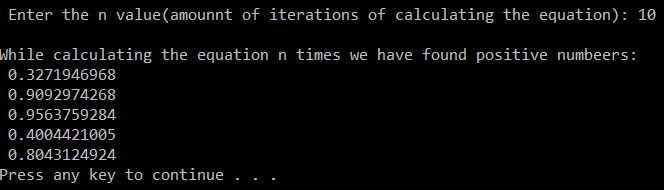 Enter the n value(amounnt of iterations of calculating the equation): 10
While calculating the equation n times we have found positive numbeers:
0.3271946968
0.9092974268
0.9563759284
0.4004421005
0.8043124924
Press any key to continue . . .